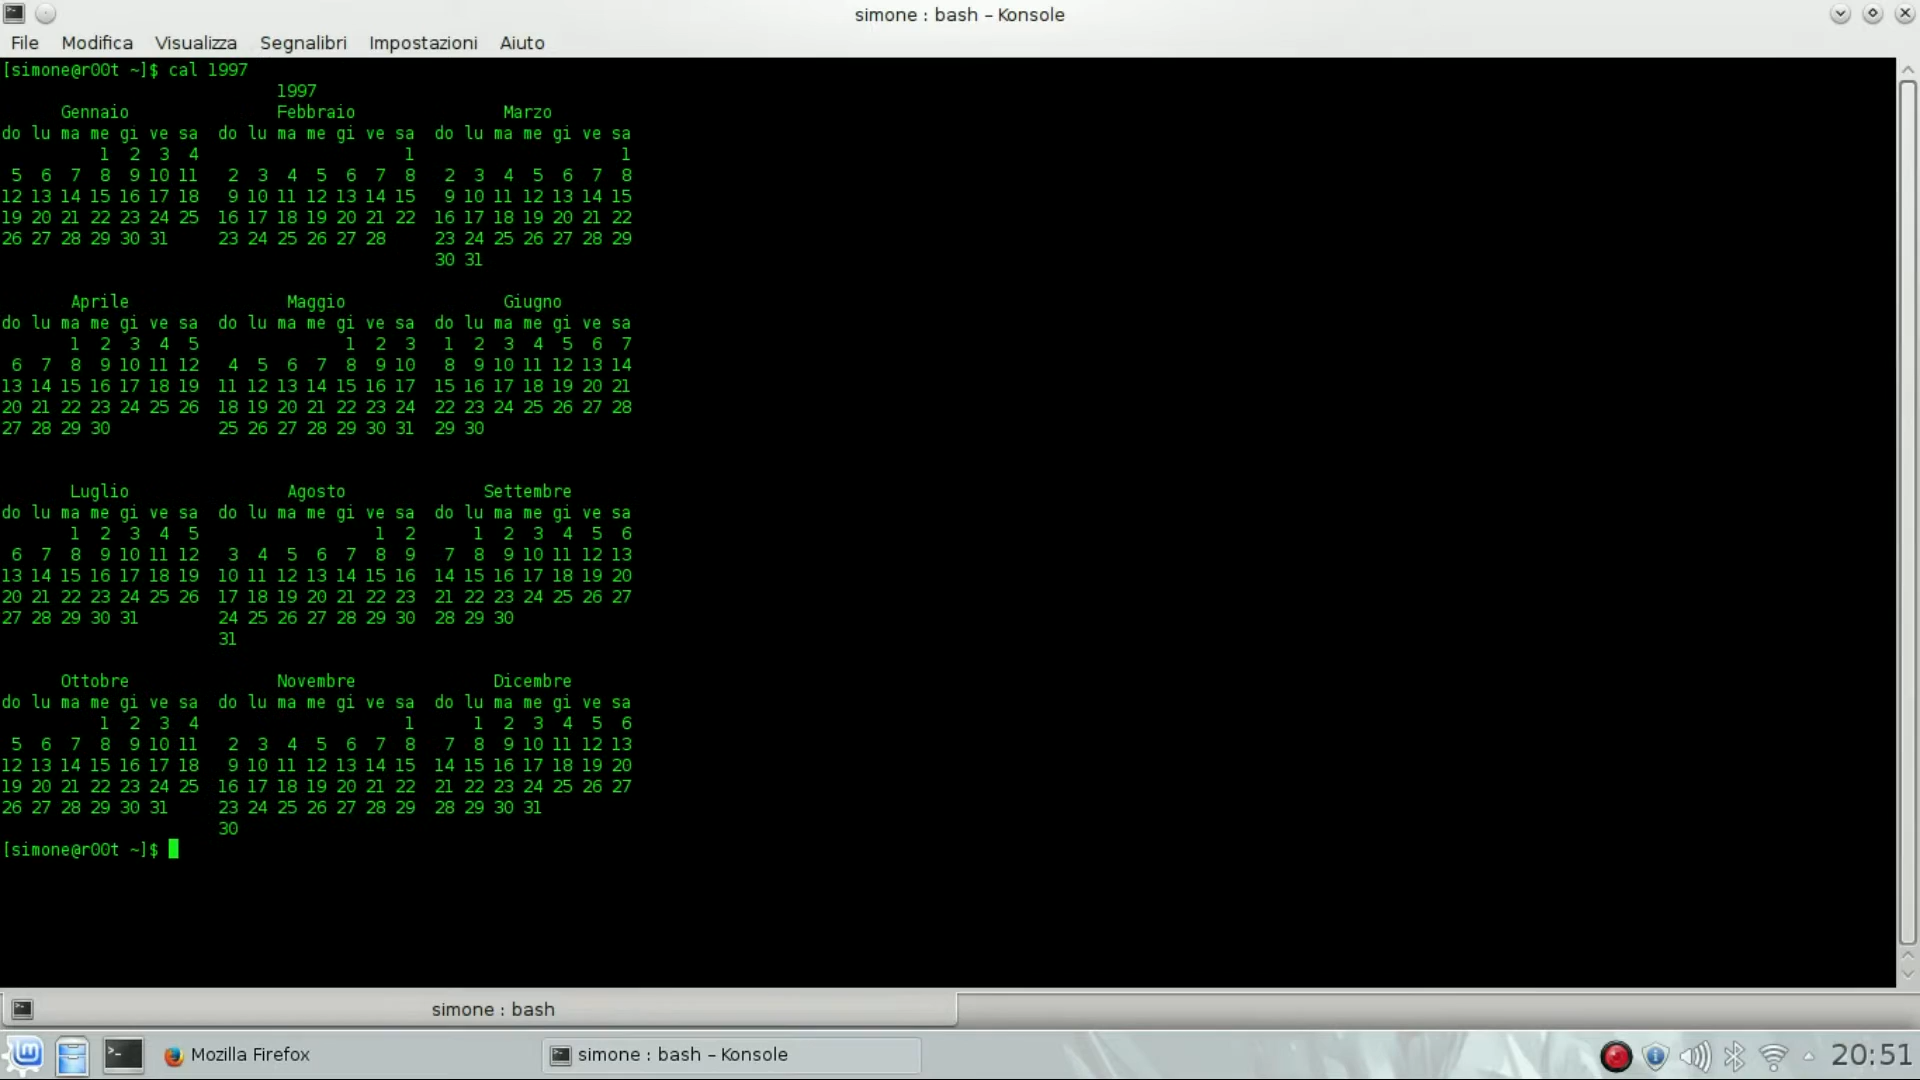 simone : bash – Konsole
File Modifica Visualizza Segnalibri Impostazioni Aiuto
[simone@r00t ~]$ cal 1997
1997
Gennaio Febbraio Marzo
do lu ma me gi ve sa do lu ma me gi ve sa do lu ma me gi ve sa
1 2 3 4 1 1
5 6 7 8 9 10 11 2 3 4 5 6 7 8 2 3 4 5 6 7 8
12 13 14 15 16 17 18 9 10 11 12 13 14 15 9 10 11 12 13 14 15
19 20 21 22 23 24 25 16 17 18 19 20 21 22 16 17 18 19 20 21 22
26 27 28 29 30 31 23 24 25 26 27 28 23 24 25 26 27 28 29
30 31
Aprile Maggio Giugno
do lu ma me gi ve sa do lu ma me gi ve sa do lu ma me gi ve sa
1 2 3 4 5 1 2 3 1 2 3 4 5 6 7
6 7 8 9 10 11 12 4 5 6 7 8 9 10 8 9 10 11 12 13 14
13 14 15 16 17 18 19 11 12 13 14 15 16 17 15 16 17 18 19 20 21
20 21 22 23 24 25 26 18 19 20 21 22 23 24 22 23 24 25 26 27 28
27 28 29 30 25 26 27 28 29 30 31 29 30
Luglio Agosto Settembre
do lu ma me gi ve sa do lu ma me gi ve sa do lu ma me gi ve sa
1 2 3 4 5 1 2 1 2 3 4 5 6
6 7 8 9 10 11 12 3 4 5 6 7 8 9 7 8 9 10 11 12 13
13 14 15 16 17 18 19 10 11 12 13 14 15 16 14 15 16 17 18 19 20
20 21 22 23 24 25 26 17 18 19 20 21 22 23 21 22 23 24 25 26 27
27 28 29 30 31 24 25 26 27 28 29 30 28 29 30
31
Ottobre Novembre Dicembre
do lu ma me gi ve sa do lu ma me gi ve sa do lu ma me gi ve sa
1 2 3 4 1 1 2 3 4 5 6
5 6 7 8 9 10 11 2 3 4 5 6 7 8 7 8 9 10 11 12 13
12 13 14 15 16 17 18 9 10 11 12 13 14 15 14 15 16 17 18 19 20
19 20 21 22 23 24 25 16 17 18 19 20 21 22 21 22 23 24 25 26 27
26 27 28 29 30 31 23 24 25 26 27 28 29 28 29 30 31
30
[simone@r00t ~]$
simone : bash
Mozilla Firefox simone : bash – Konsole 20:51